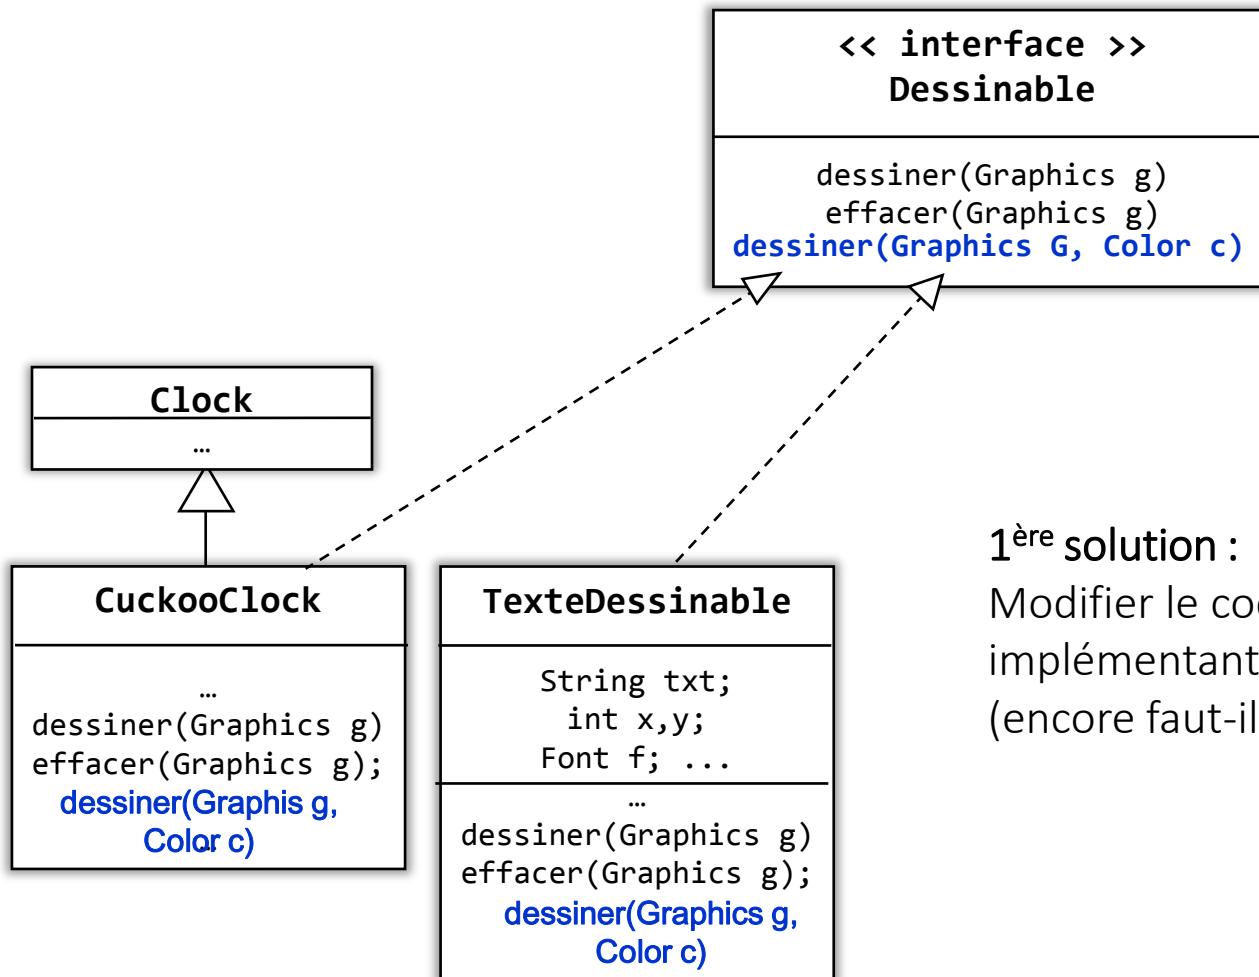 << interface >>
Dessinable
dessiner(Graphics g)
effacer(Graphics g)
dessiner(Graphics G, Color c)
Clock
…
CuckooClock
…
dessiner(Graphics g)
effacer(Graphics g);
dessiner(Graphis g,
Color c)
…
TexteDessinable
String txt;
int x,y;
Font f; ...
…
dessiner(Graphics g)
effacer(Graphics g);
dessiner(Graphics g,
Color c)
1ère solution :
Modifier le
implémentant
(encore faut-il